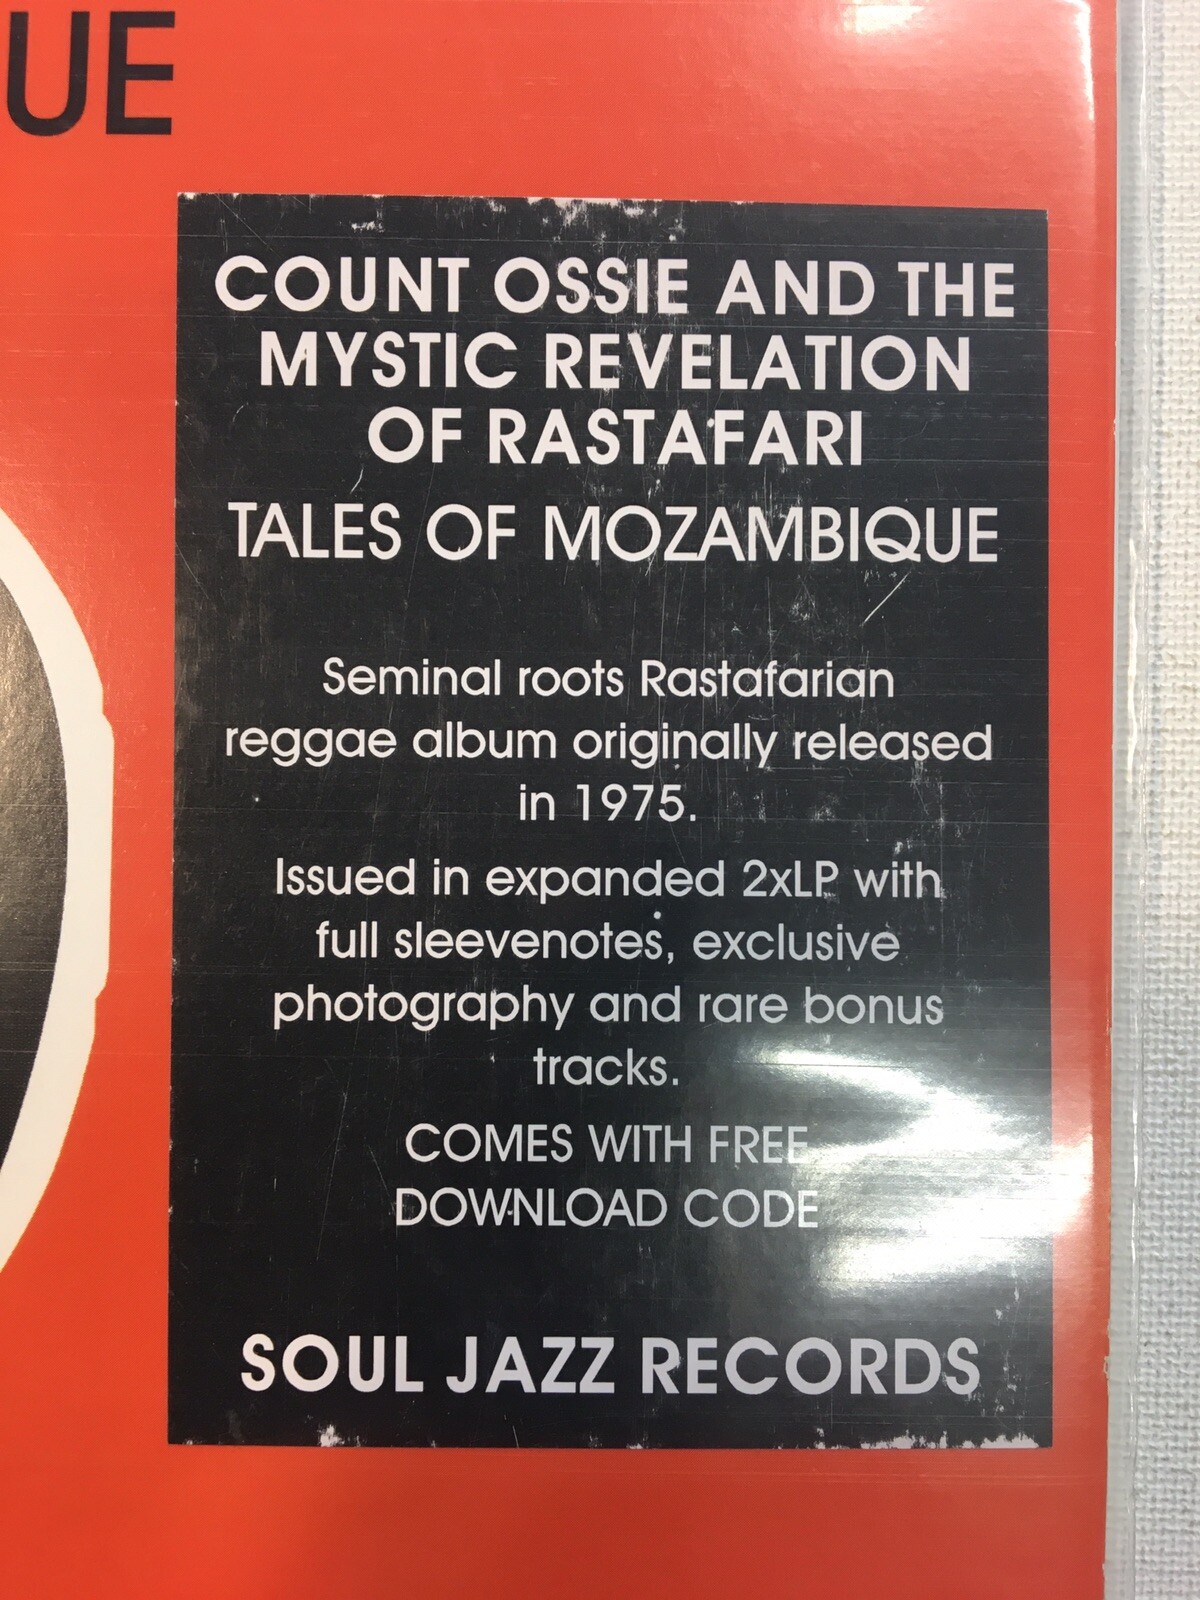 UE
COUNT OSSIE AND THE
MYSTIC REVELATION
OF RASTAFARI
TALES OF MOZAMBIQUE
Seminal roots Rastafarian
reggae album originally released
in 1975.
Issued in expanded 2xLP with
full sleevenotes, exclusive
photography and rare bonus
tracks.
COMES WITH FREE
DOWNLOAD CODE
SOUL JAZZ RECORDS